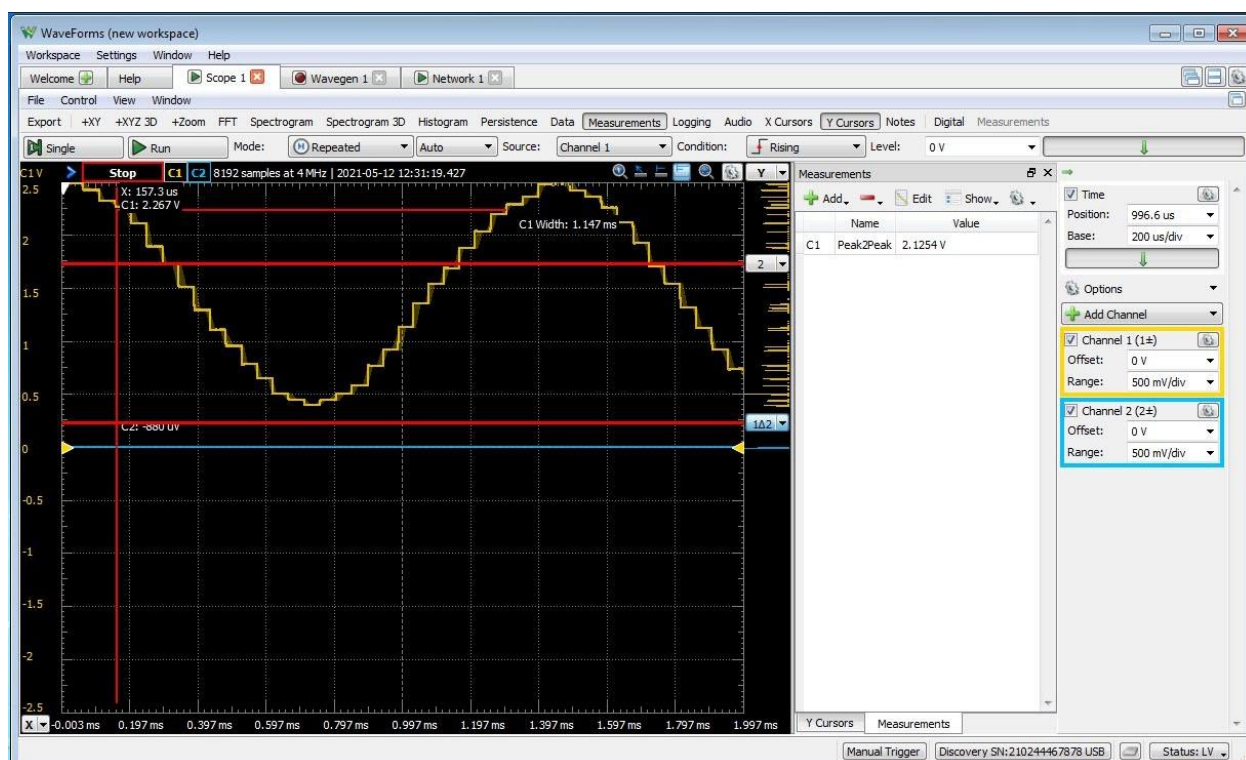 WaveForms (new workspace)
Workspace Settings Window Help
Welcome Help Scope 1 Wavegen 1 Network 1
File Control View Window
Export +XY +XYZ 3D +Zoom FFT Spectrogram Spectrogram 3D Histogram Persistence Data Measurements Logging Audio X Cursors Y Cursors Notes Digital Measurements
Single Run Mode: Repeated Auto Source: Channel 1 Condition: Rising Level: 0 V
C1 V Stop C1 C2 8192 samples at 4 MHz | 2021-05-12 12:31:19.427 Y
X: 157.3 us
C1: 2.267 V
C1 Width: 1.147 ms
2
1Δ2
C2: -880 uV
2.5
2
1.5
1
0.5
0
-0.5
-1
-1.5
-2
-2.5
X -0.003 ms 0.197 ms 0.397 ms 0.597 ms 0.797 ms 0.997 ms 1.197 ms 1.397 ms 1.597 ms 1.797 ms 1.997 ms
Measurements
Add Edit Show
Name Value
C1 Peak2Peak 2.1254 V
Y Cursors Measurements
Time
Position: 996.6 us
Base: 200 us/div
Options
Add Channel
Channel 1 (1±)
Offset: 0 V
Range: 500 mV/div
Channel 2 (2±)
Offset: 0 V
Range: 500 mV/div
Manual Trigger Discovery SN:210244467878 USB Status: LV